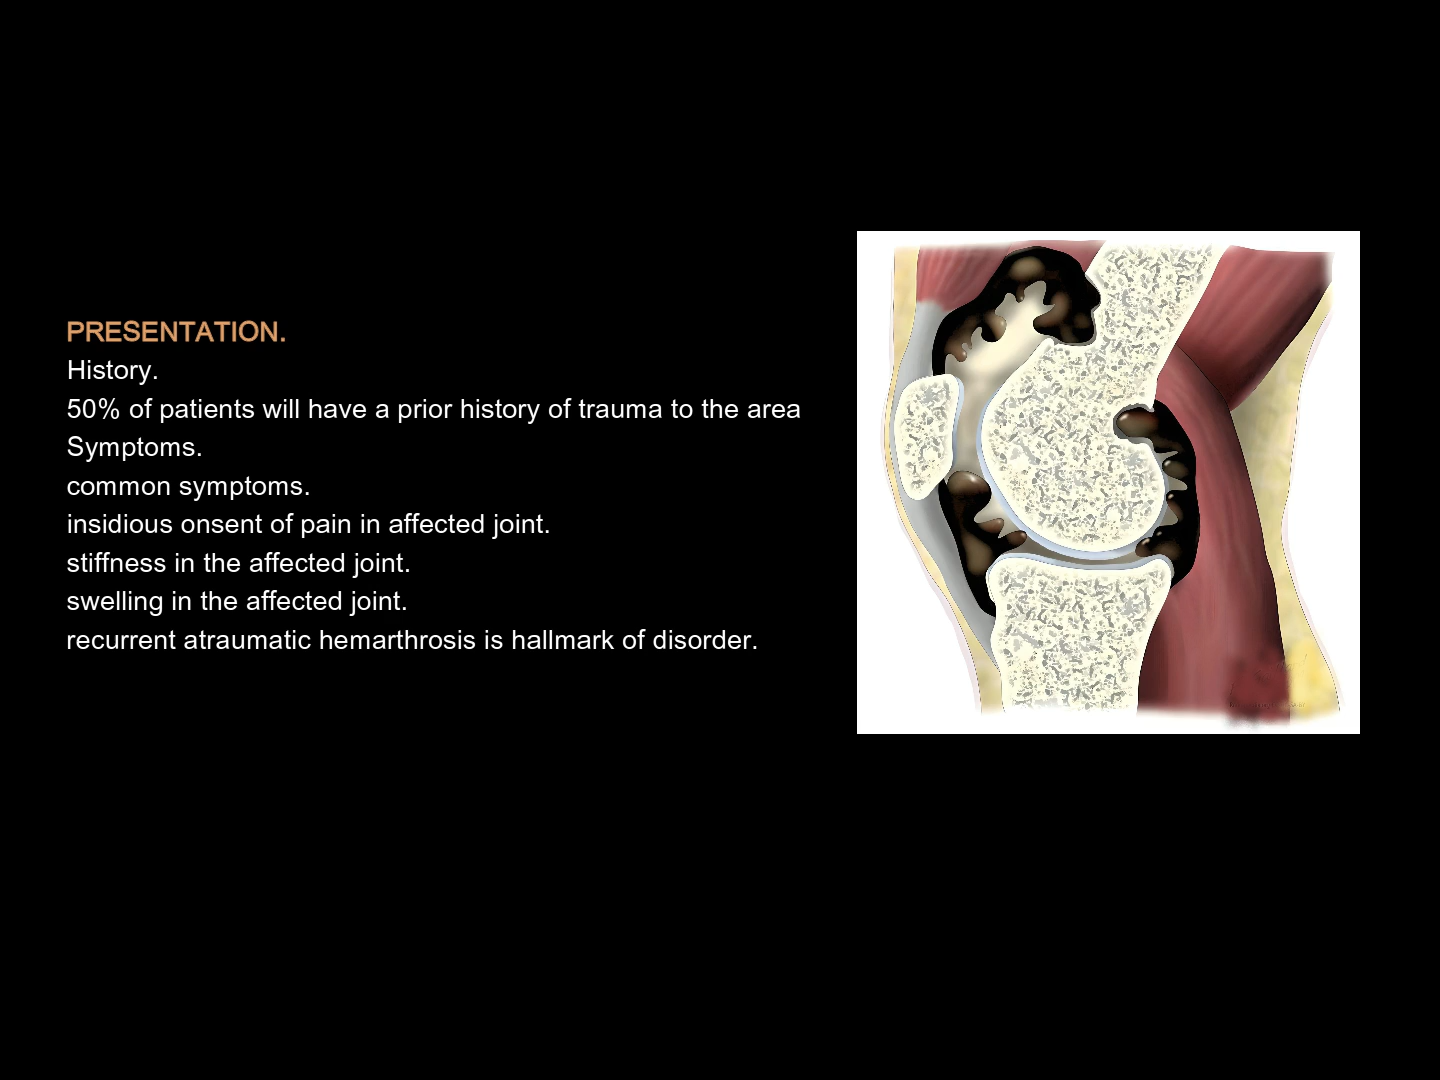 PRESENTATION.
History.
50% of patients will have a prior history of trauma to the area
Symptoms.
common symptoms.
insidious onsent of pain in affected joint.
stiffness in the affected joint.
swelling in the affected joint.
recurrent atraumatic hemarthrosis is hallmark of disorder.